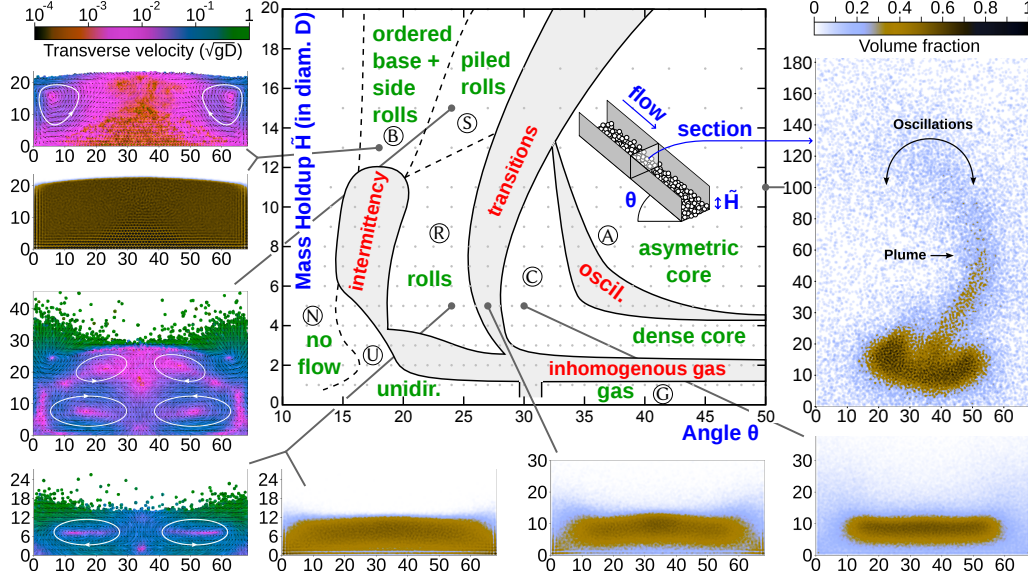 10⁻⁴ 10⁻³ 10⁻² 10⁻¹ 1
Transverse velocity (√gD)
20
10
0
0 10 20 30 40 50 60
20
10
0
0 10 20 30 40 50 60
40
30
20
10
0
0 10 20 30 40 50 60
24
18
12
6
0
0 10 20 30 40 50 60
Mass Holdup H̃ (in diam. D)
20
18
16
14
12
10
8
6
4
2
0
10 15 20 25 30 35 40 45 50
Angle θ
ordered
base +
side
rolls
B
piled
rolls
S
transitions
intermittency
R
rolls
N
no
flow
U
unidir.
flow
section
θ
H̃
A
asymetric
core
C
oscil.
dense core
inhomogenous gas
gas
G
24
18
12
6
0
0 10 20 30 40 50 60
30
20
10
0
0 10 20 30 40 50 60
0 0.2 0.4 0.6 0.8 1
Volume fraction
180
160
140
120
100
80
60
40
20
10
0
0 10 20 30 40 50 60
Oscillations
Plume
30
20
10
0
0 10 20 30 40 50 60